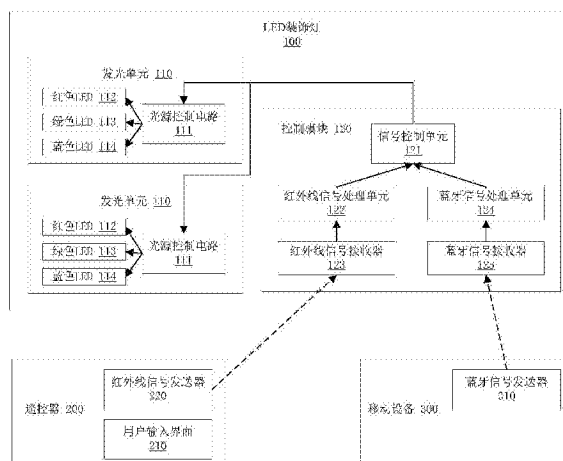 LED装饰灯
100
发光单元 110
红色LED 112
绿色LED 113
蓝色LED 114
光源控制电路
111
发光单元 110
红色LED 112
绿色LED 113
蓝色LED 114
光源控制电路
111
控制模块 120
信号控制单元
121
红外线信号处理单元
122
蓝牙信号处理单元
124
红外线信号接收器
123
蓝牙信号接收器
125
遥控器 200
红外线信号发送器
220
用户输入界面
210
移动设备 300
蓝牙信号发送器
310